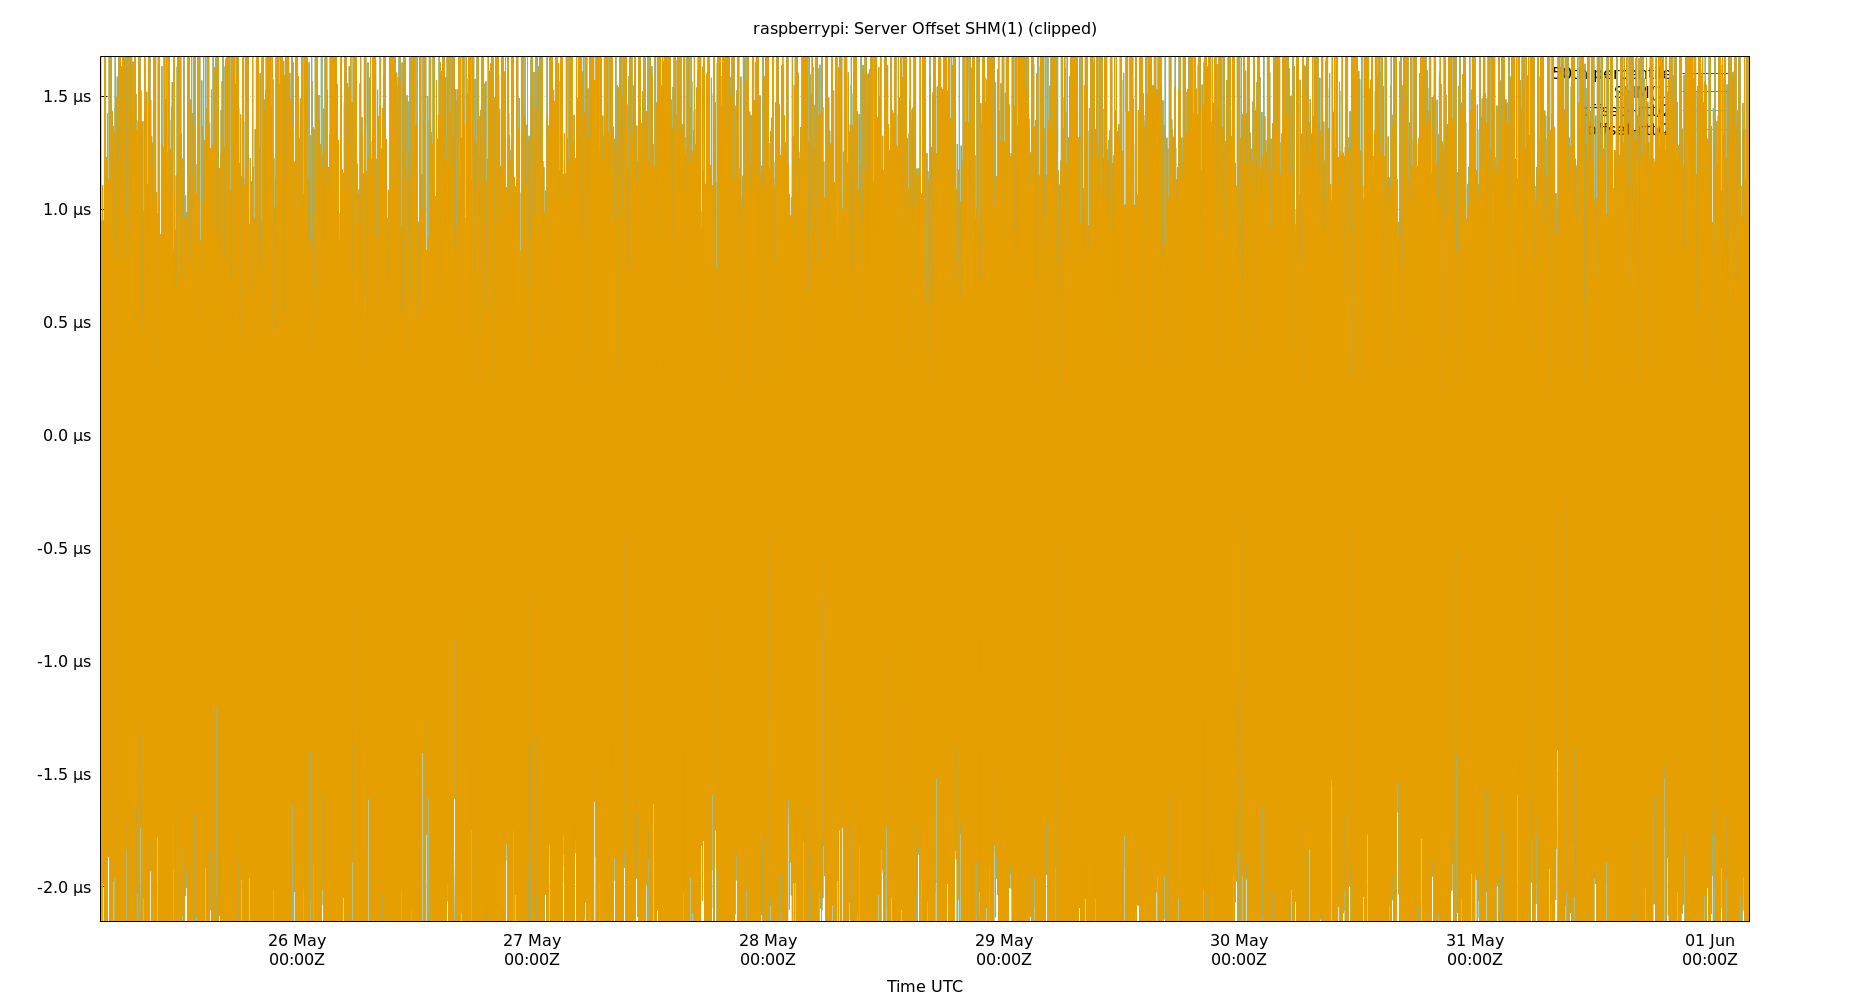 raspberrypi: Server Offset SHM(1) (clipped)
1.5 µs
1.0 µs
0.5 µs
0.0 µs
-0.5 µs
-1.0 µs
-1.5 µs
-2.0 µs
26 May 27 May 28 May 29 May 30 May 31 May 01 Jun
00:00Z 00:00Z 00:00Z 00:00Z 00:00Z 00:00Z 00:00Z
Time UTC